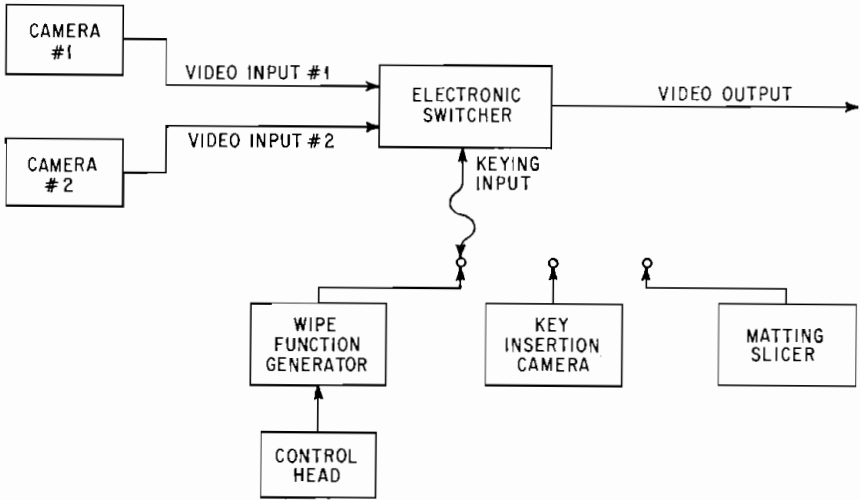 CAMERA
#1
VIDEO INPUT #1
ELECTRONIC
SWITCHER
VIDEO OUTPUT
VIDEO INPUT #2
CAMERA
#2
KEYING
INPUT
WIPE
FUNCTION
GENERATOR
KEY
INSERTION
CAMERA
MATTING
SLICER
CONTROL
HEAD